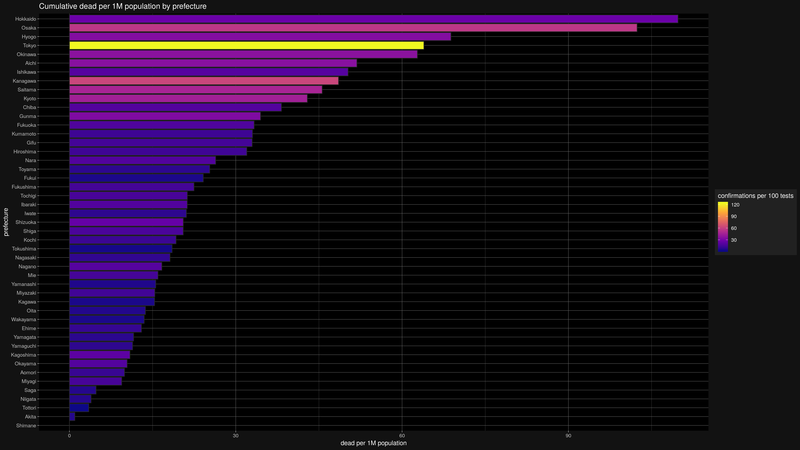 Cumulative dead per 1M population by prefecture
Hokkaido
Osaka
Hyogo
Tokyo
Okinawa
Aichi
Ishikawa
Kanagawa
Saitama
Kyoto
Chiba
Gunma
Fukuoka
Kumamoto
Gifu
Hiroshima
Nara
Toyama
Fukui
Fukushima
Tochigi
Ibaraki
Iwate
Shizuoka
Shiga
Kochi
Tokushima
Nagasaki
Nagano
Mie
Yamanashi
Miyazaki
Kagawa
Oita
Wakayama
Ehime
Yamagata
Yamaguchi
Kagoshima
Okayama
Aomori
Miyagi
Saga
Niigata
Tottori
Akita
Shimane
prefecture
0 30 60 90
dead per 1M population
confirmations per 100 tests
120
90
60
30